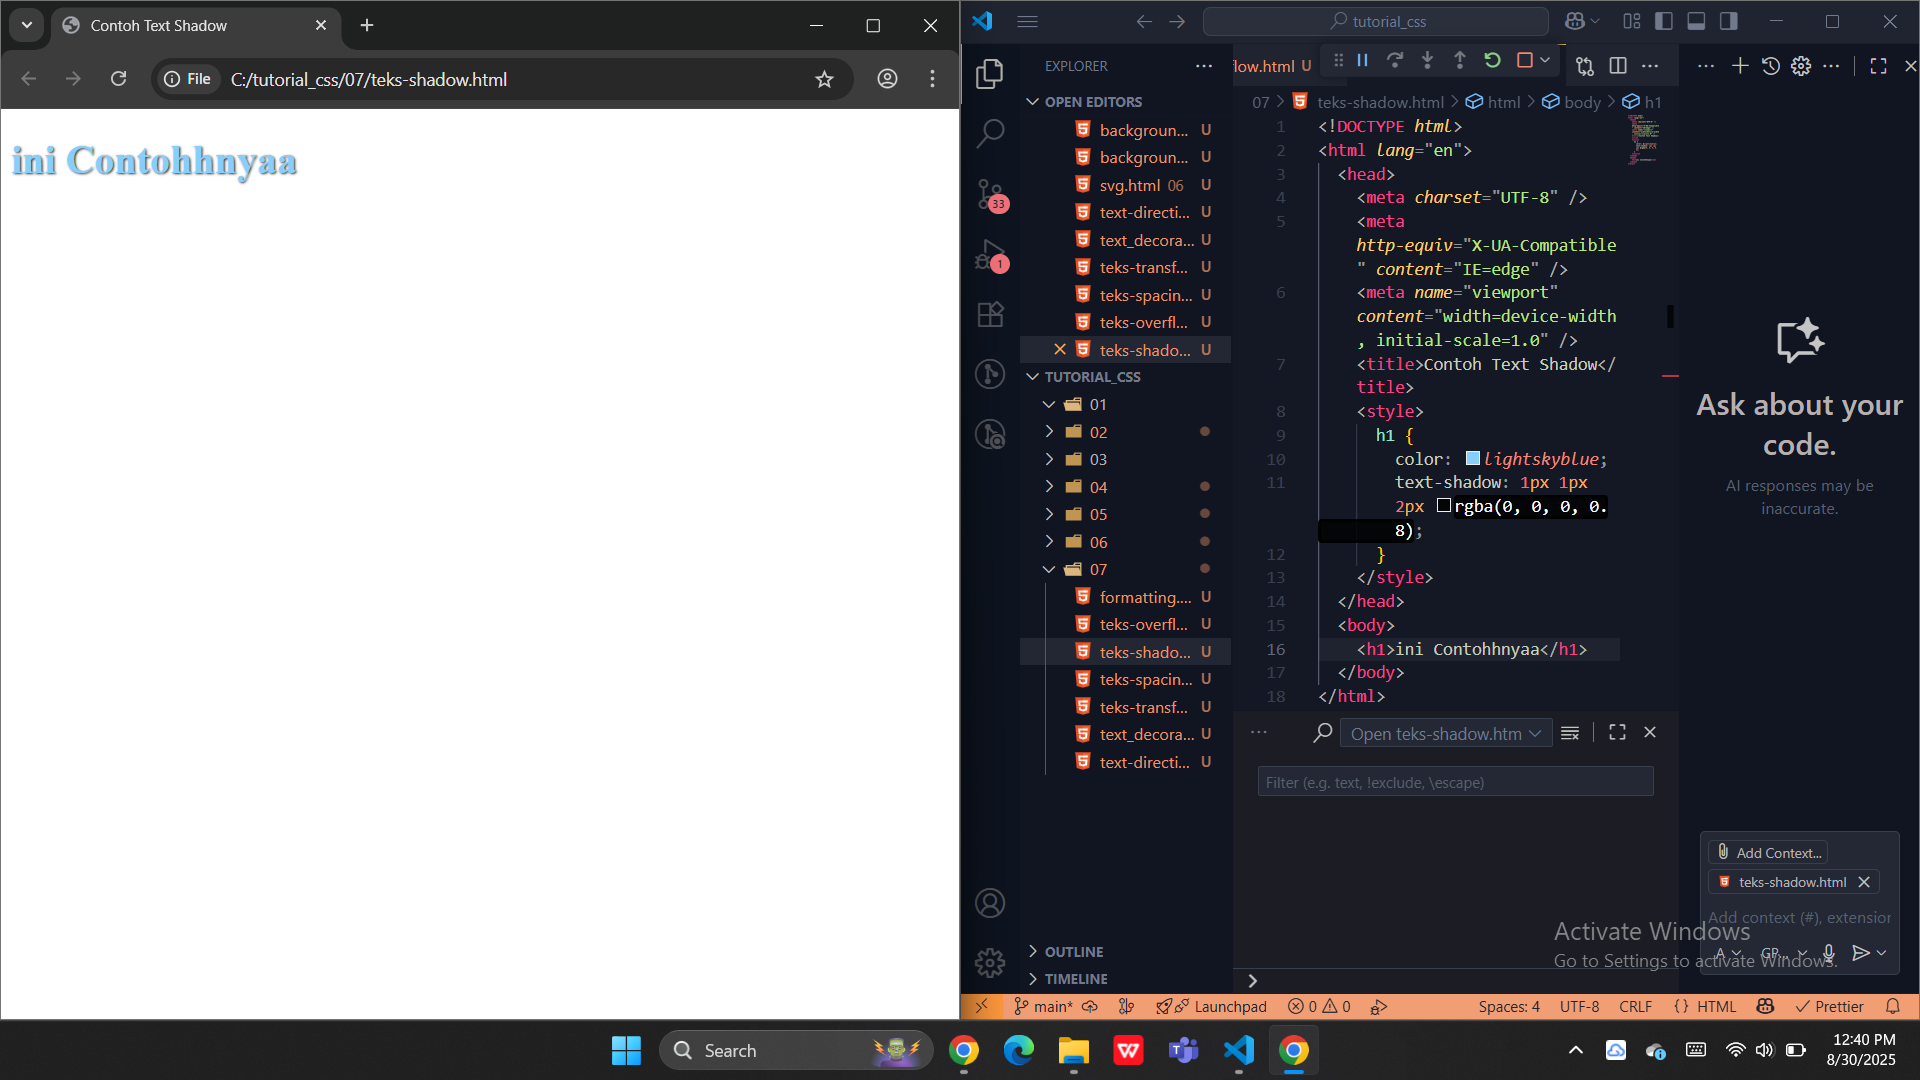 Contoh Text Shadow
File
C:/tutorial_css/07/teks-shadow.html
ini Contohhnyaa
tutorial_css
EXPLORER
OPEN EDITORS
backgroun... U
backgroun... U
svg.html 06 U
text-directi... U
text_decora... U
teks-transf... U
teks-spacin... U
teks-overfl... U
teks-shado... U
TUTORIAL_CSS
01
02
03
04
05
06
07
formatting.... U
teks-overfl... U
teks-shado... U
teks-spacin... U
teks-transf... U
text_decora... U
text-directi... U
OUTLINE
TIMELINE
33
1
flow.html U
07 > teks-shadow.html > html > body > h1
1 <!DOCTYPE html>
2 <html lang="en">
3 <head>
4 <meta charset="UTF-8" />
5 <meta
http-equiv="X-UA-Compatible
" content="IE=edge" />
6 <meta name="viewport"
content="width=device-width
, initial-scale=1.0" />
7 <title>Contoh Text Shadow</
title>
8 <style>
9 h1 {
10 color: lightskyblue;
11 text-shadow: 1px 1px
2px rgba(0, 0, 0, 0.
8);
12 }
13 </style>
14 </head>
15 <body>
16 <h1>ini Contohhnyaa</h1>
17 </body>
18 </html>
Open teks-shadow.htm
Filter (e.g. text, !exclude, \escape)
Ask about your
code.
AI responses may be
inaccurate.
Add Context...
teks-shadow.html
Add context (#), extension
A
GP...
Activate Windows
Go to Settings to activate Windows.
main*
Launchpad
0 0
Spaces: 4
UTF-8
CRLF
{} HTML
Prettier
Search
12:40 PM
8/30/2025